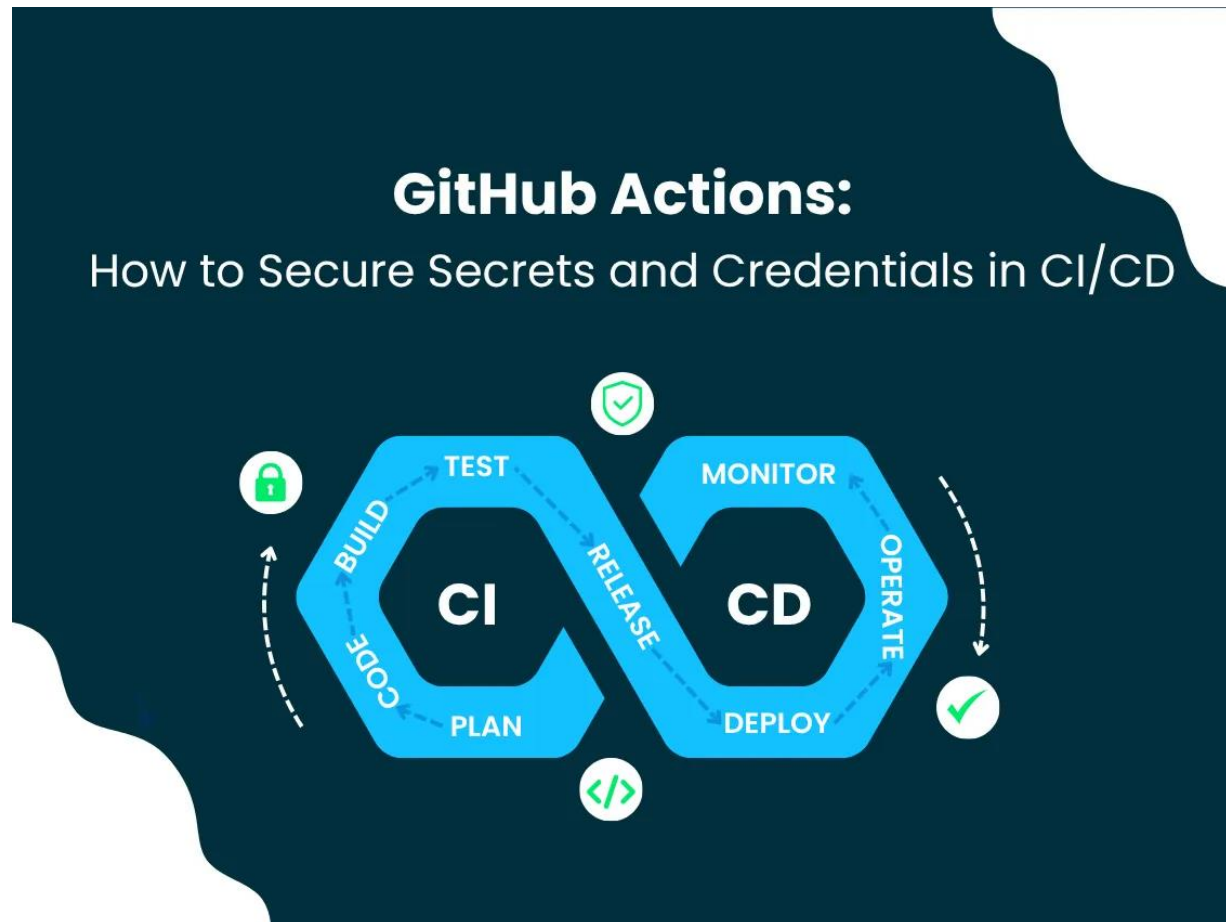 GitHub Actions:
How to Secure Secrets and Credentials in CI/CD
TEST
MONITOR
BUILD
RELEASE
OPERATE
CI
CD
CODE
PLAN
DEPLOY
</>